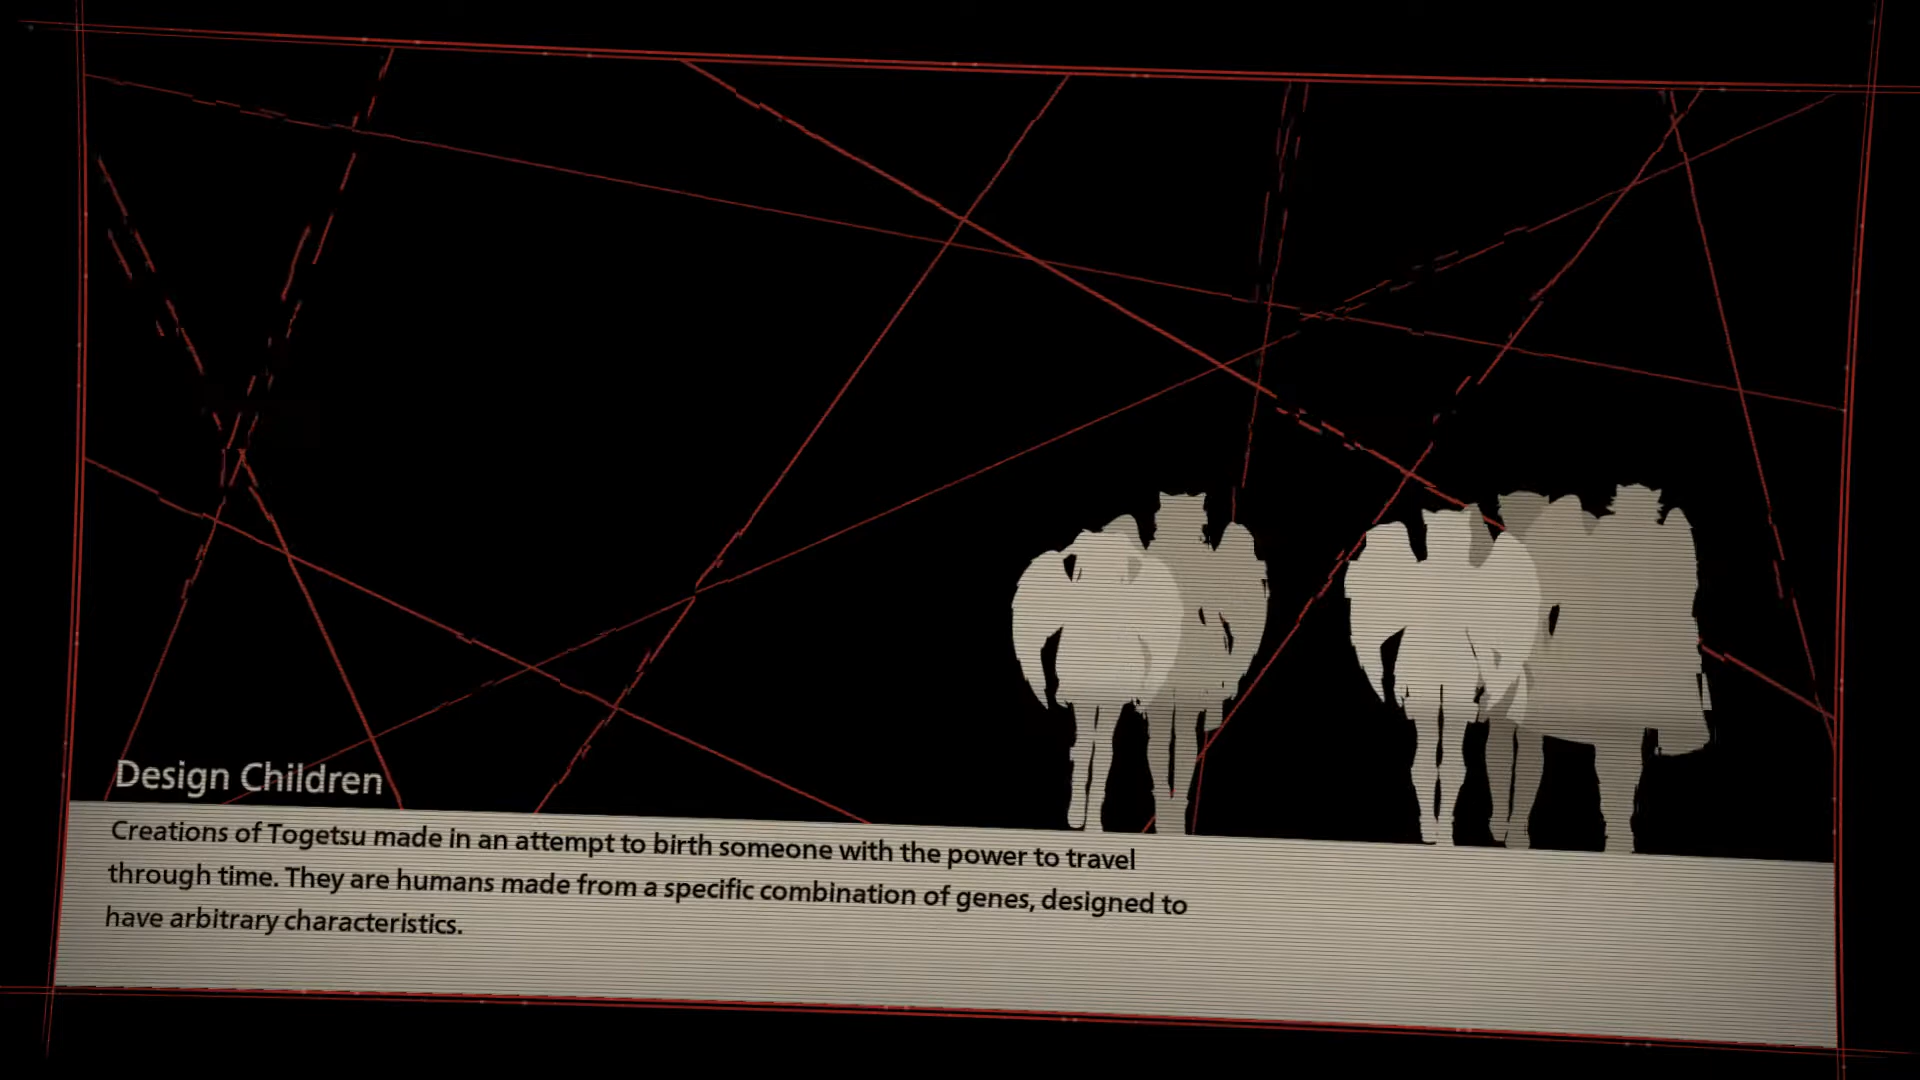 Design Children
Creations of Togetsu made in an attempt to birth someone with the power to travel
through time. They are humans made from a specific combination of genes, designed to
have arbitrary characteristics.